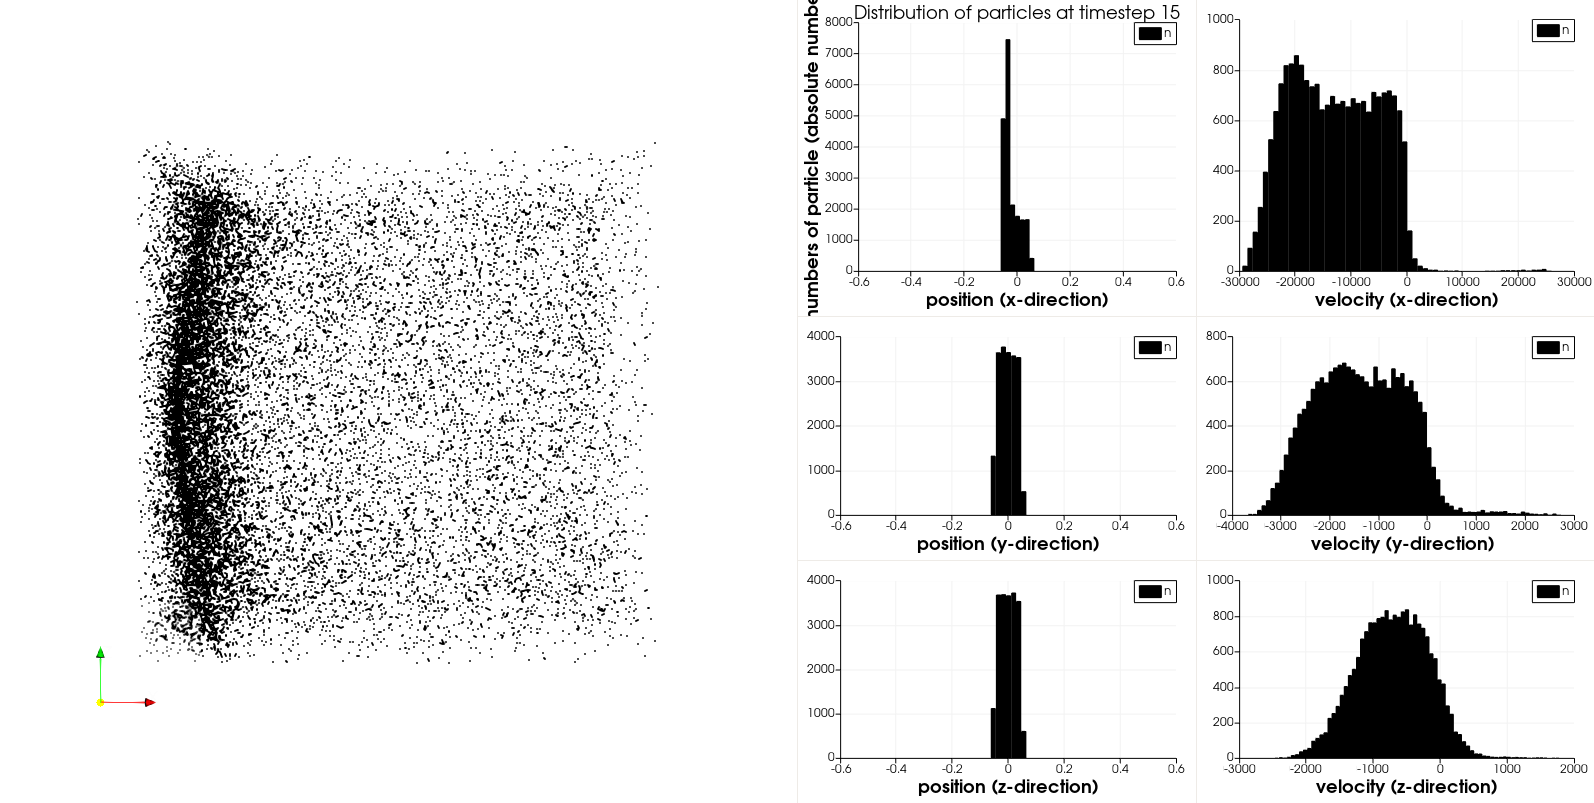 Distribution of particles at timestep 15
numbers of particle (absolute numbe
8000
7000
6000
5000
4000
3000
2000
1000
0
-0.6 -0.4 -0.2 0 0.2 0.4 0.6
position (x-direction)
n
1000
800
600
400
200
0
-30000 -20000 -10000 0 10000 20000 30000
velocity (x-direction)
n
4000
3000
2000
1000
0
-0.6 -0.4 -0.2 0 0.2 0.4 0.6
position (y-direction)
n
800
600
400
200
0
-4000 -3000 -2000 -1000 0 1000 2000 3000
velocity (y-direction)
n
4000
3000
2000
1000
0
-0.6 -0.4 -0.2 0 0.2 0.4 0.6
position (z-direction)
n
1000
800
600
400
200
0
-3000 -2000 -1000 0 1000 2000
velocity (z-direction)
n